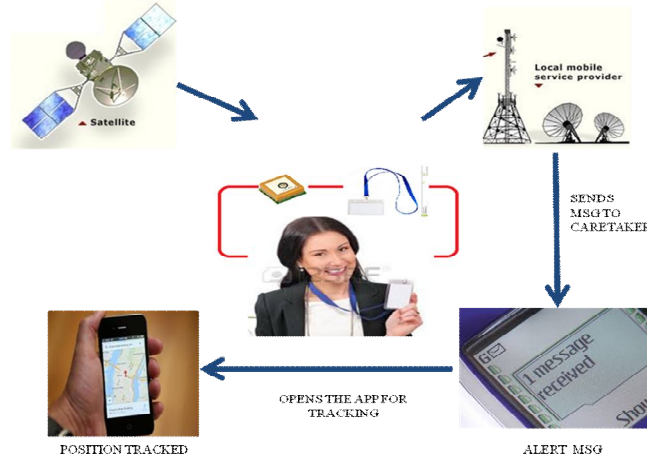 Satellite
Local mobile
service provider
SENDS
MSG TO
CARETAKER
1 message
received
Show
OPENS THE APP FOR
TRACKING
POSITION TRACKED
ALERT MSG